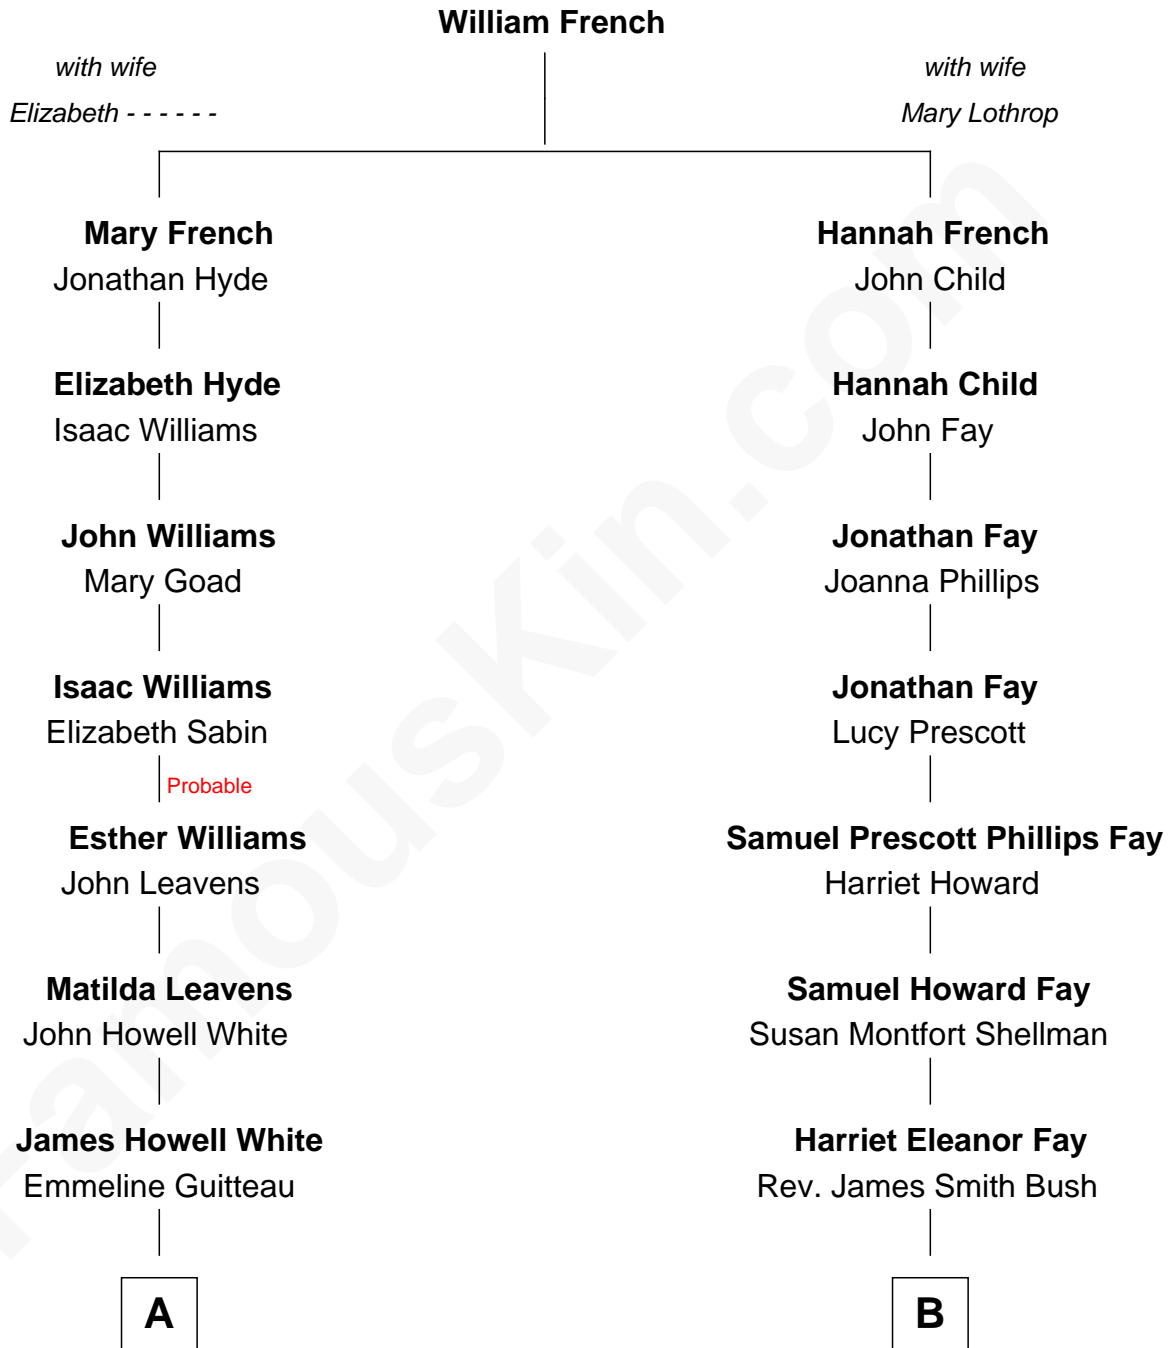 William French
with wife
Elizabeth - - - - - -
with wife
Mary Lothrop
Mary French
Jonathan Hyde
Hannah French
John Child
Elizabeth Hyde
Isaac Williams
Hannah Child
John Fay
John Williams
Mary Goad
Jonathan Fay
Joanna Phillips
Isaac Williams
Elizabeth Sabin
Jonathan Fay
Lucy Prescott
Probable
Esther Williams
John Leavens
Samuel Prescott Phillips Fay
Harriet Howard
Matilda Leavens
John Howell White
Samuel Howard Fay
Susan Montfort Shellman
James Howell White
Emmeline Guitteau
Harriet Eleanor Fay
Rev. James Smith Bush
A
B
FamousKin.com